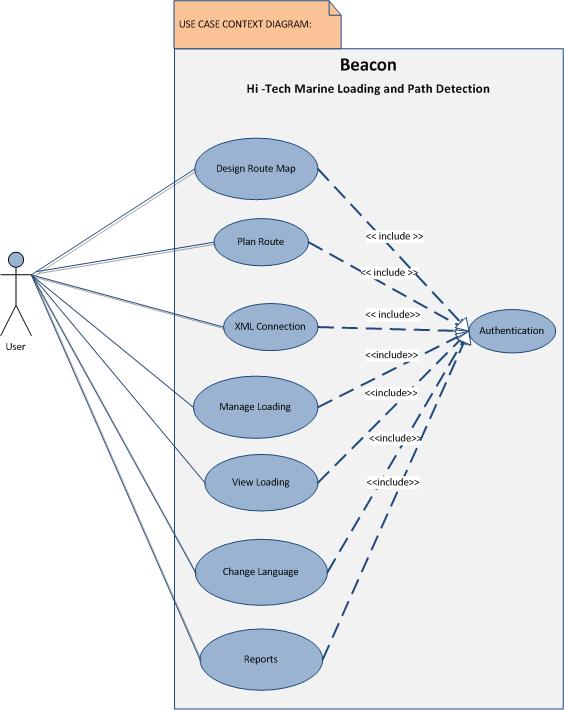 USE CASE CONTEXT DIAGRAM:
Beacon
Hi -Tech Marine Loading and Path Detection
Design Route Map
<< include >>
Plan Route
<< include >>
<< include>>
XML Connection
Authentication
User
<<include>>
<<include>>
Manage Loading
<<include>>
View Loading
<<include>>
Change Language
Reports